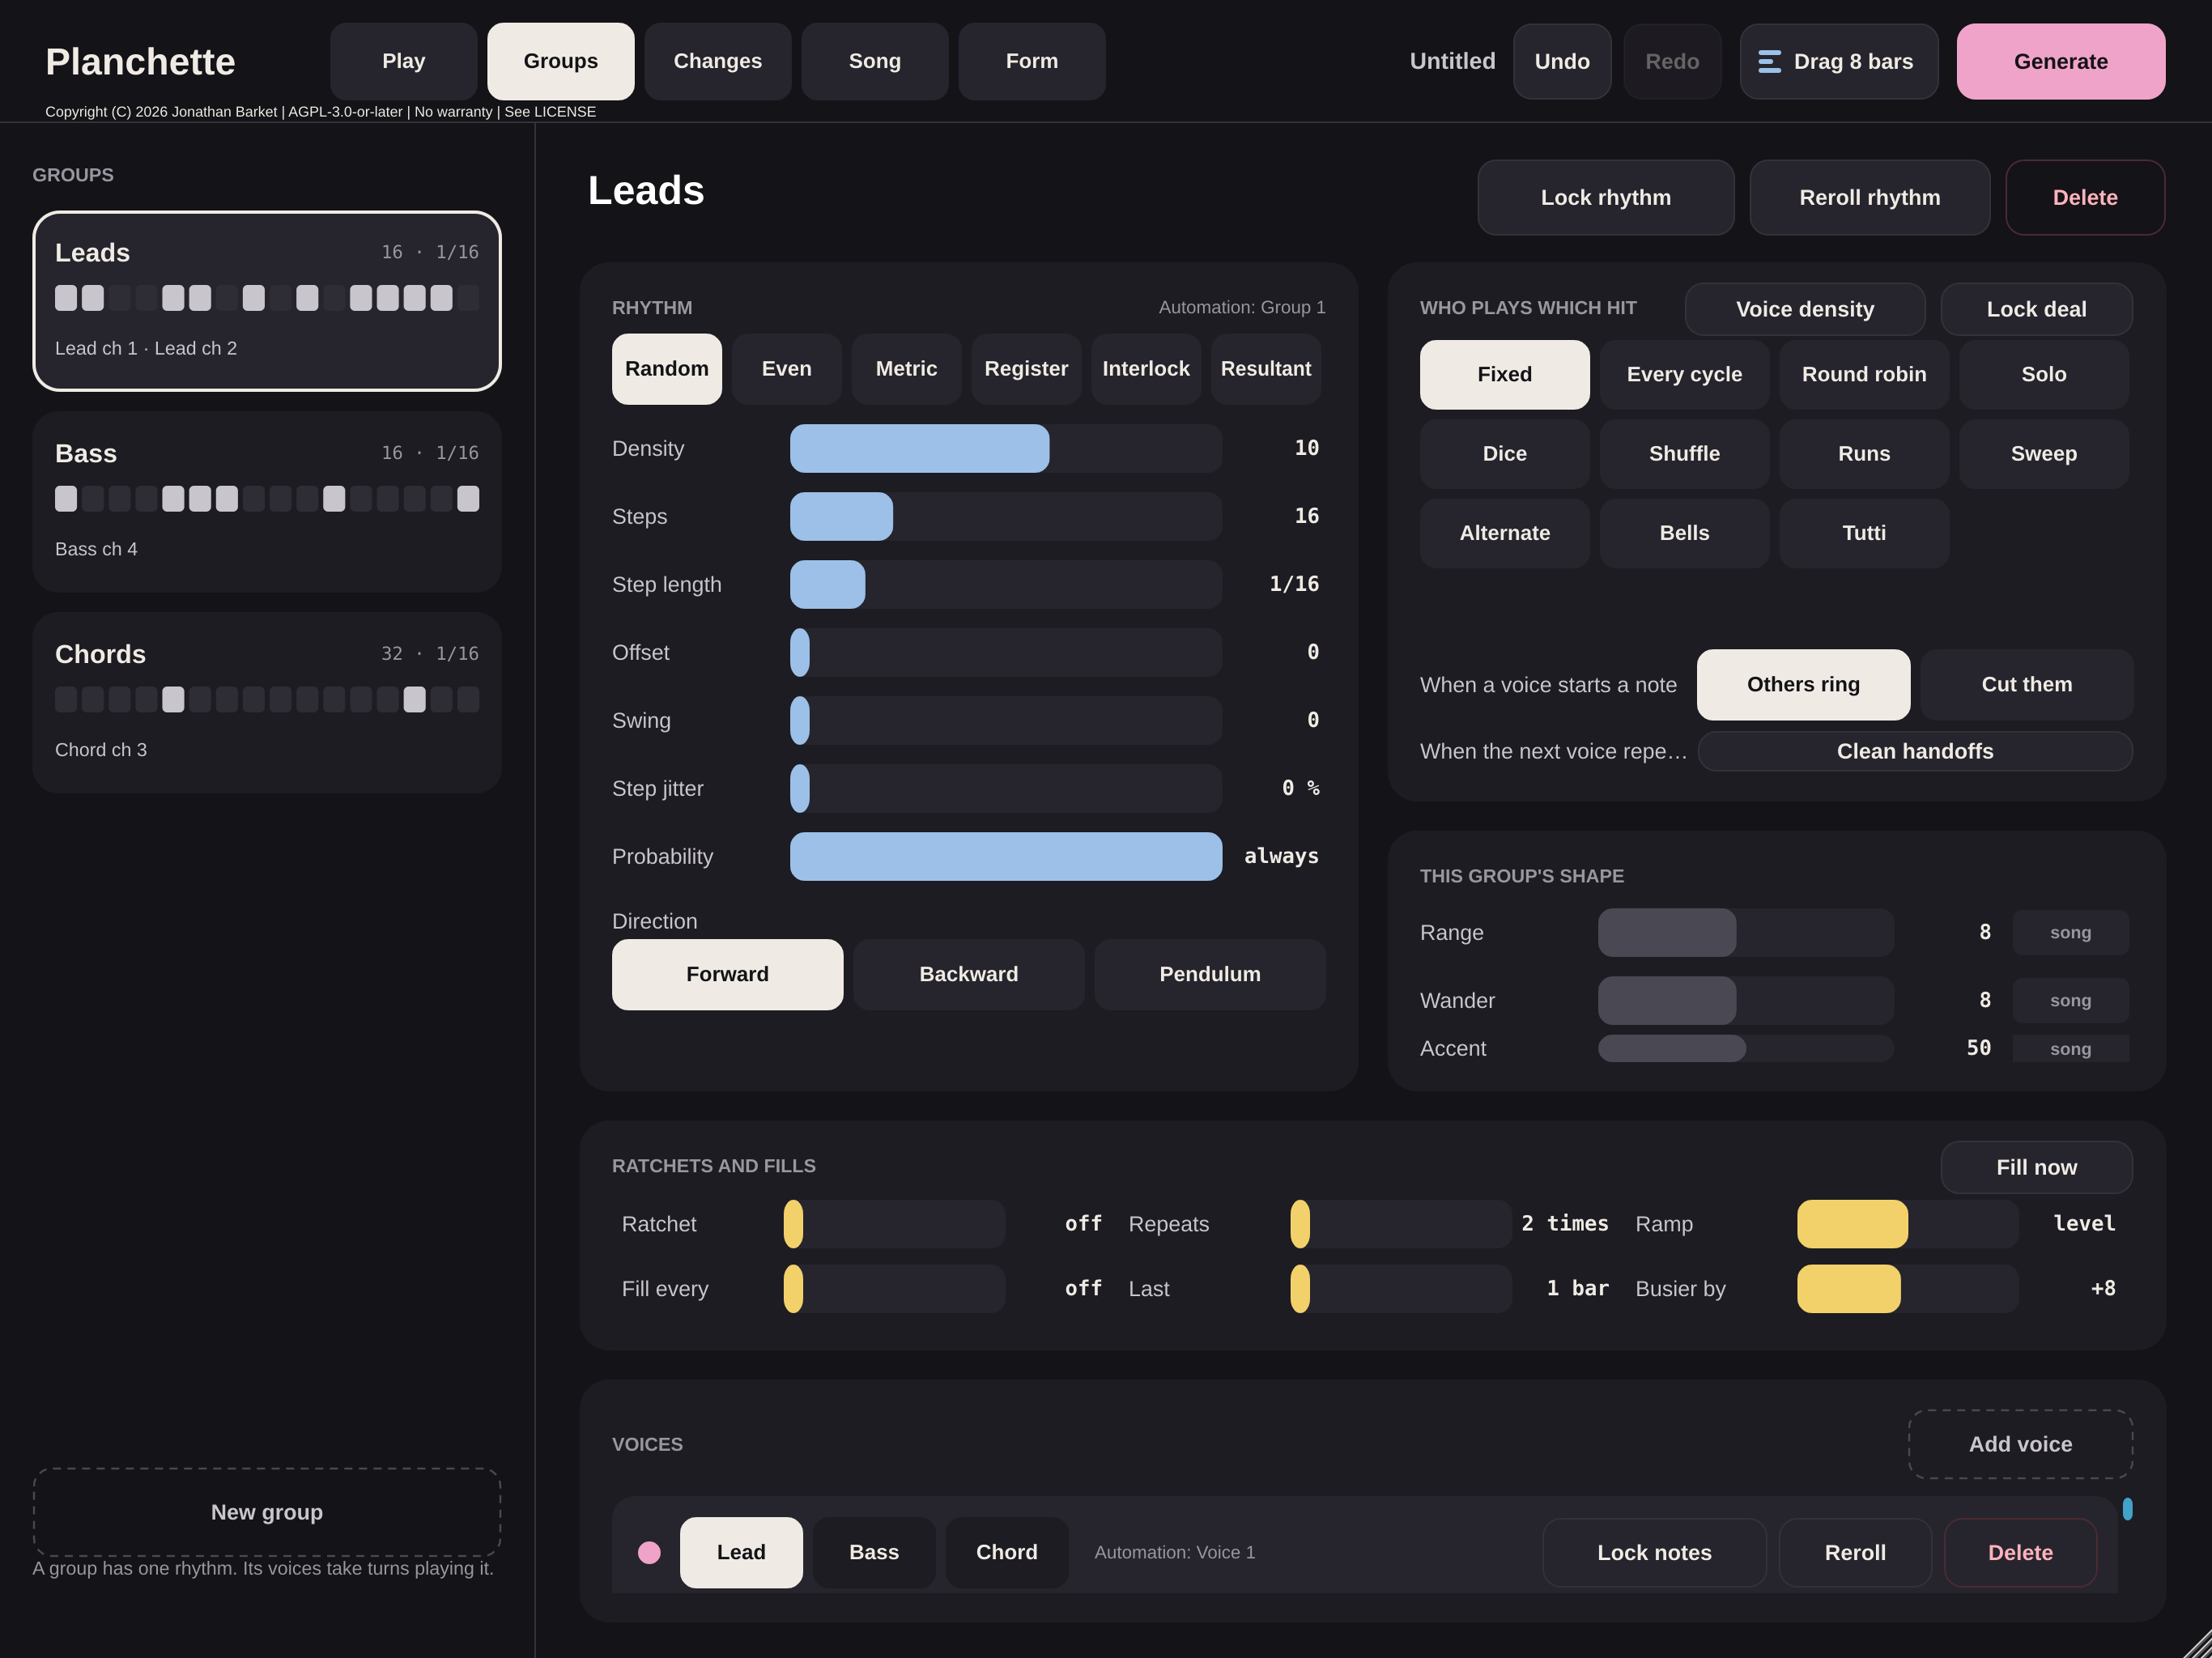 Planchette
Play
Groups
Changes
Song
Form
Untitled
Undo
Redo
Drag 8 bars
Generate
Copyright (C) 2026 Jonathan Barket | AGPL-3.0-or-later | No warranty | See LICENSE
GROUPS
Leads
16 · 1/16
Lead ch 1 · Lead ch 2
Bass
16 · 1/16
Bass ch 4
Chords
32 · 1/16
Chord ch 3
New group
A group has one rhythm. Its voices take turns playing it.
Leads
Lock rhythm
Reroll rhythm
Delete
RHYTHM
Automation: Group 1
Random
Even
Metric
Register
Interlock
Resultant
Density
10
Steps
16
Step length
1/16
Offset
0
Swing
0
Step jitter
0 %
Probability
always
Direction
Forward
Backward
Pendulum
WHO PLAYS WHICH HIT
Voice density
Lock deal
Fixed
Every cycle
Round robin
Solo
Dice
Shuffle
Runs
Sweep
Alternate
Bells
Tutti
When a voice starts a note
Others ring
Cut them
When the next voice repe…
Clean handoffs
THIS GROUP'S SHAPE
Range
8
song
Wander
8
song
Accent
50
song
RATCHETS AND FILLS
Fill now
Ratchet
off
Repeats
2 times
Ramp
level
Fill every
off
Last
1 bar
Busier by
+8
VOICES
Add voice
Lead
Bass
Chord
Automation: Voice 1
Lock notes
Reroll
Delete